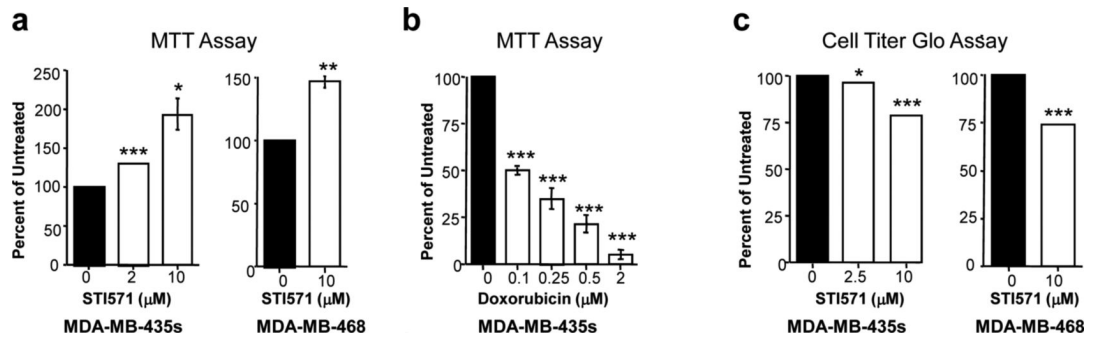 a
MTT Assay
Percent of Untreated
250
200
150
100
50
0
*
***
0 2 10
STI571 (µM)
MDA-MB-435s
150
100
50
0
**
0 10
STI571 (µM)
MDA-MB-468
b
MTT Assay
Percent of Untreated
100
75
50
25
0
***
***
***
***
0 0.1 0.25 0.5 2
Doxorubicin (µM)
MDA-MB-435s
c
Cell Titer Glo Assay
Percent of Untreated
100
75
50
25
0
*
***
0 2.5 10
STI571 (µM)
MDA-MB-435s
100
75
50
25
0
***
0 10
STI571 (µM)
MDA-MB-468